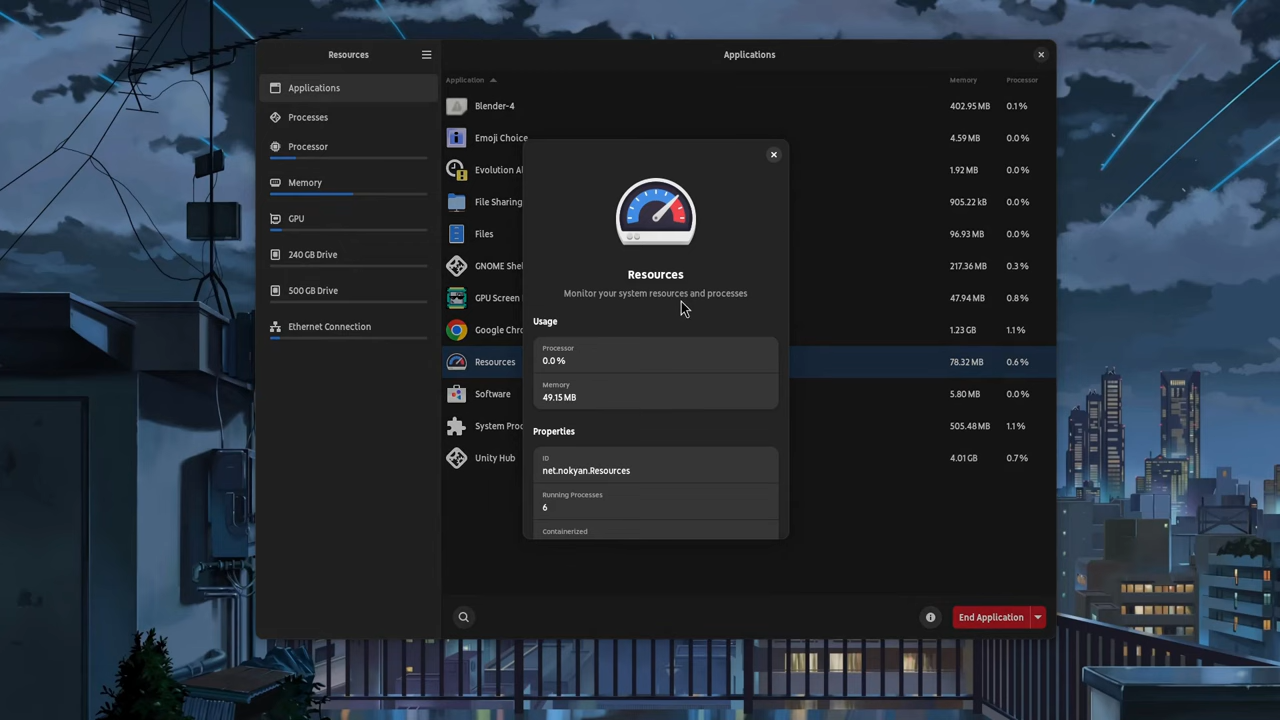 Resources
Applications
Processes
Processor
Memory
GPU
240 GB Drive
500 GB Drive
Ethernet Connection
Applications
Application Memory Processor
Blender-4 402.95 MB 0.1 %
Emoji Choice 4.59 MB 0.0 %
Evolution Al 1.92 MB 0.0 %
File Sharing 905.22 kB 0.0 %
Files 96.93 MB 0.0 %
GNOME Shel 217.36 MB 0.3 %
GPU Screen 47.94 MB 0.8 %
Google Chro 1.23 GB 1.1 %
Resources 78.32 MB 0.6 %
Software 5.80 MB 0.0 %
System Proc 505.48 MB 1.1 %
Unity Hub 4.01 GB 0.7 %
Resources
Monitor your system resources and processes
Usage
Processor
0.0 %
Memory
49.15 MB
Properties
ID
net.nokyan.Resources
Running Processes
6
Containerized
End Application